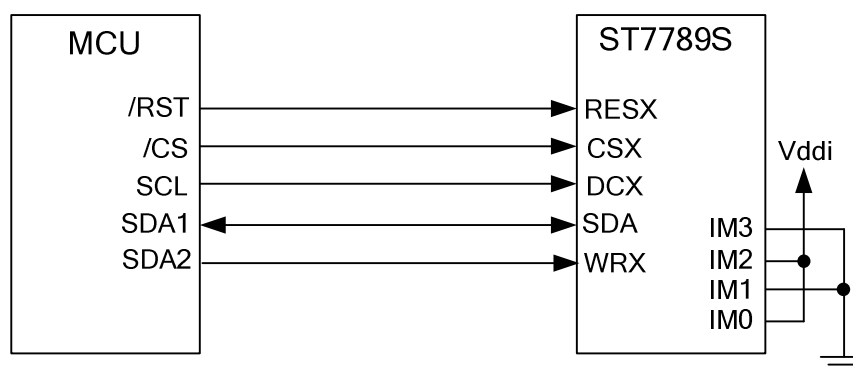 MCU
/RST
/CS
SCL
SDA1
SDA2
ST7789S
RESX
CSX
DCX
SDA
WRX
IM3
IM2
IM1
IM0
Vddi